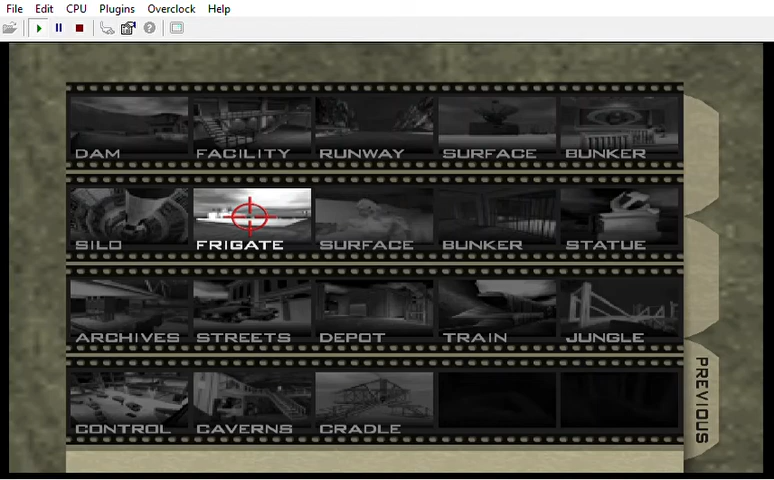 File Edit CPU Plugins Overclock Help
DAM FACILITY RUNWAY SURFACE BUNKER
SILO FRIGATE SURFACE BUNKER STATUE
ARCHIVES STREETS DEPOT TRAIN JUNGLE
CONTROL CAVERNS CRADLE
PREVIOUS